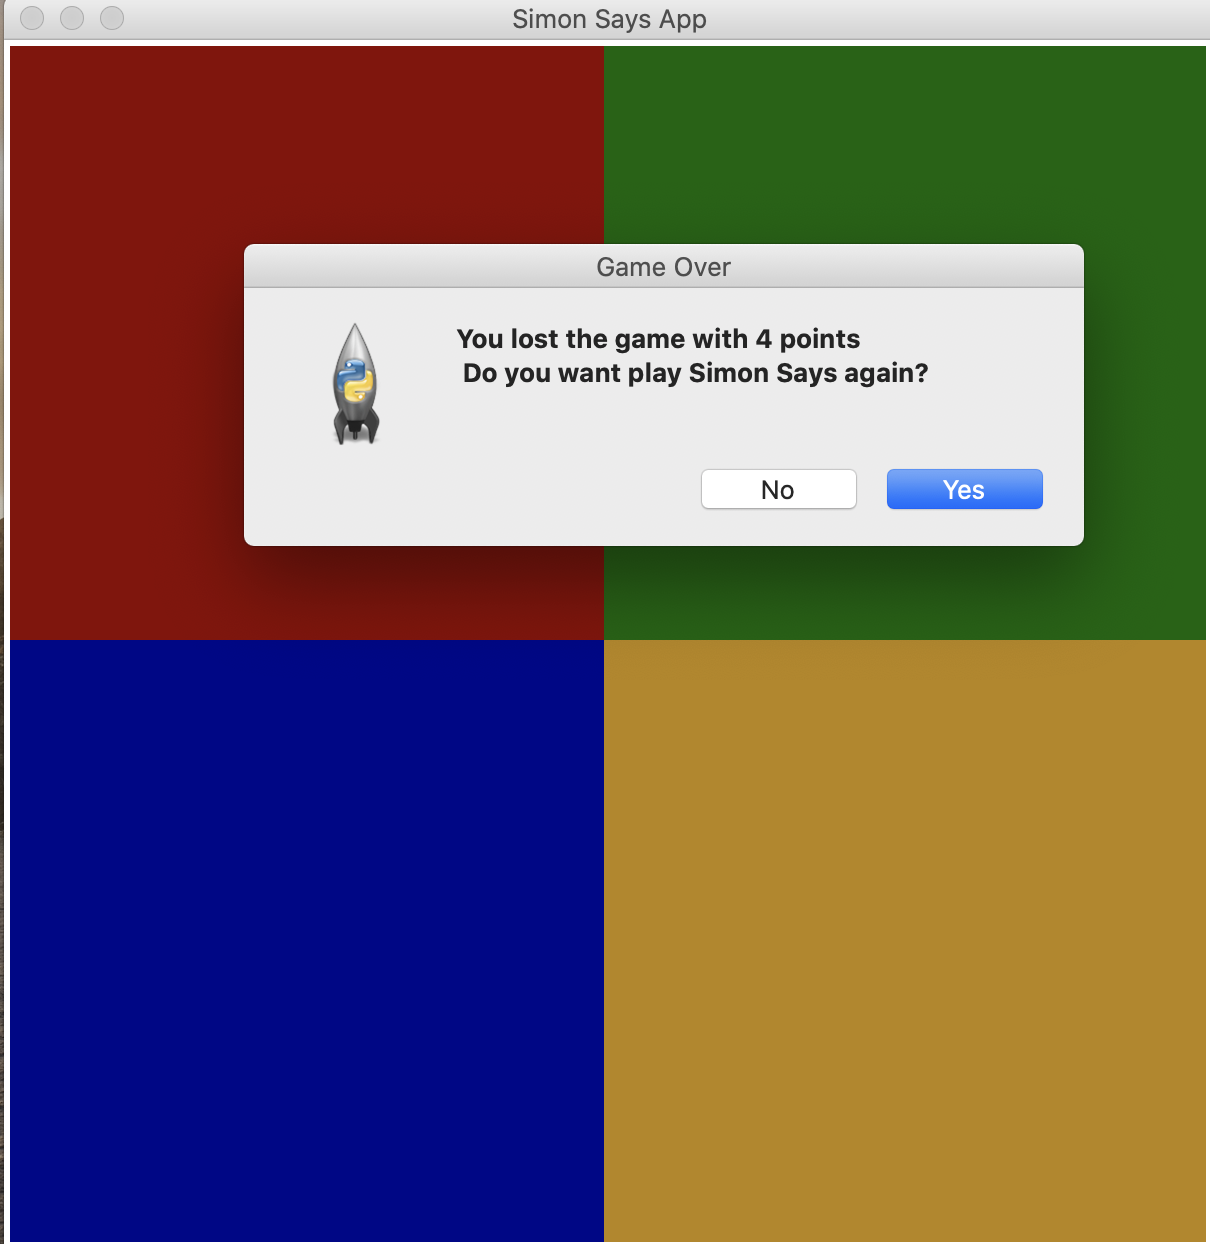 Simon Says App
Game Over
You lost the game with 4 points
Do you want play Simon Says again?
No
Yes